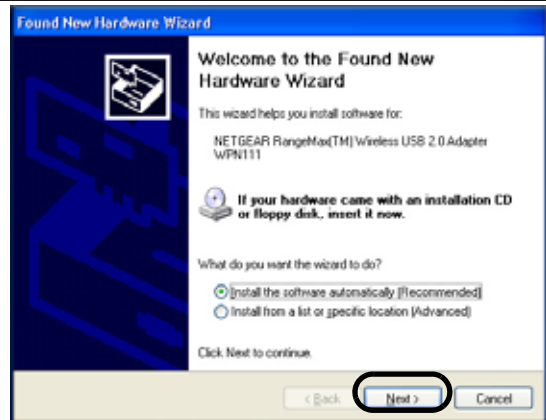 Found New Hardware Wizard
Welcome to the Found New
Hardware Wizard
This wizard helps you install software for:
NETGEAR RangeMax(TM) Wireless USB 2.0 Adapter
WPN111
If your hardware came with an installation CD
or floppy disk, insert it now.
What do you want the wizard to do?
Install the software automatically (Recommended)
Install from a list or specific location (Advanced)
Click Next to continue.
< Back
Next >
Cancel